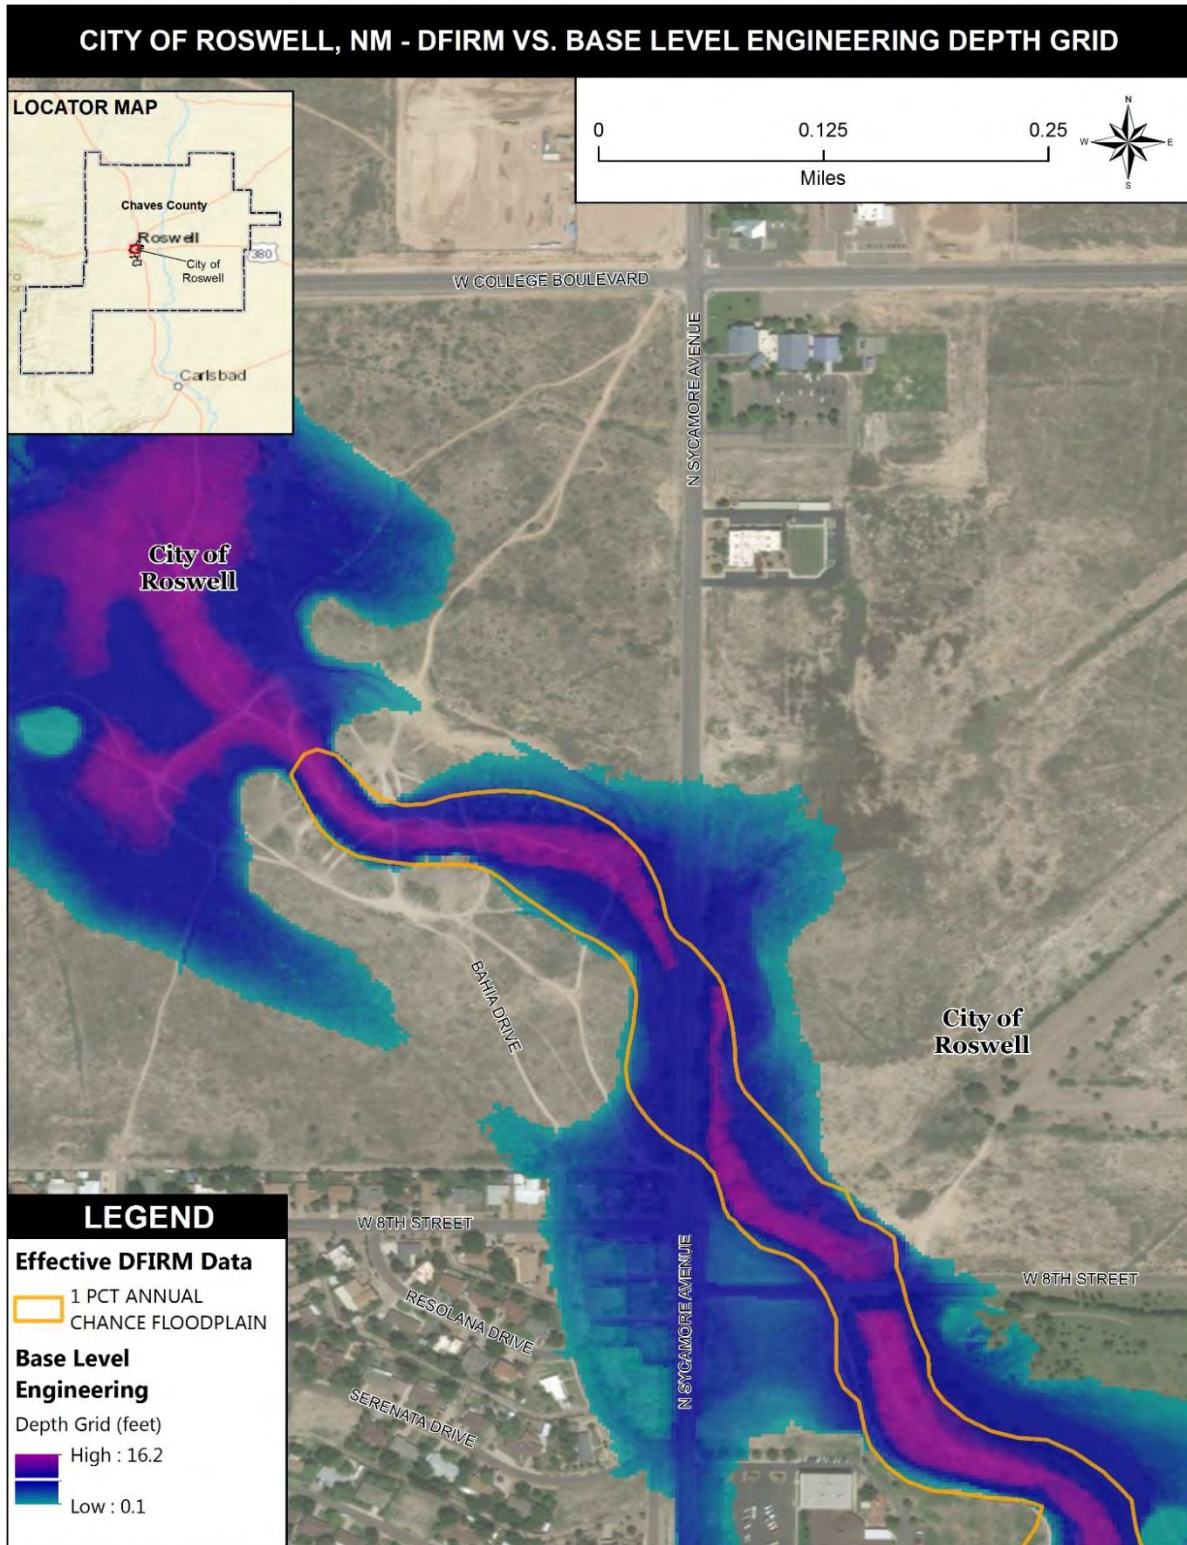 CITY OF ROSWELL, NM - DFIRM VS. BASE LEVEL ENGINEERING DEPTH GRID
LOCATOR MAP
Chaves County
Roswell
380
City of
Roswell
Carlsbad
0 0.125 0.25
Miles
N
W E
S
W COLLEGE BOULEVARD
N SYCAMORE AVENUE
City of
Roswell
BAHIA DRIVE
City of
Roswell
W 8TH STREET
W 8TH STREET
RESOLANA DRIVE
N SYCAMORE AVENUE
SERENATA DRIVE
LEGEND
Effective DFIRM Data
1 PCT ANNUAL
CHANCE FLOODPLAIN
Base Level
Engineering
Depth Grid (feet)
High : 16.2
Low : 0.1